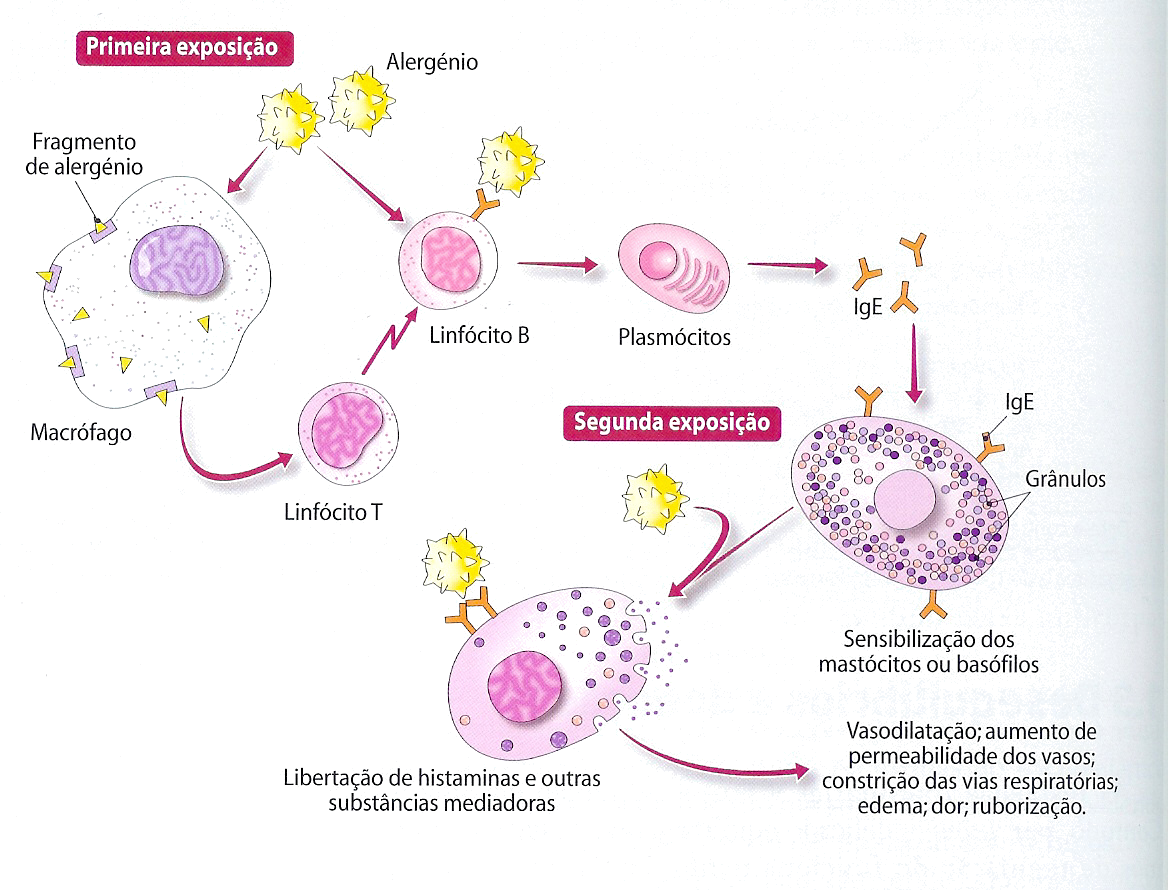 Primeira exposição
Alergénio
Fragmento
de alergénio
Linfócito B
Plasmócitos
IgE
Macrófago
Linfócito T
Segunda exposição
IgE
Grânulos
Sensibilização dos
mastócitos ou basófilos
Libertação de histaminas e outras
substâncias mediadoras
Vasodilatação; aumento de
permeabilidade dos vasos;
constrição das vias respiratórias;
edema; dor; ruborização.